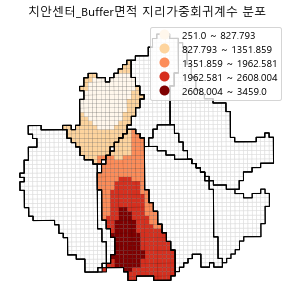 치안센터_Buffer면적 지리가중회귀계수 분포
251.0 ~ 827.793
827.793 ~ 1351.859
1351.859 ~ 1962.581
1962.581 ~ 2608.004
2608.004 ~ 3459.0